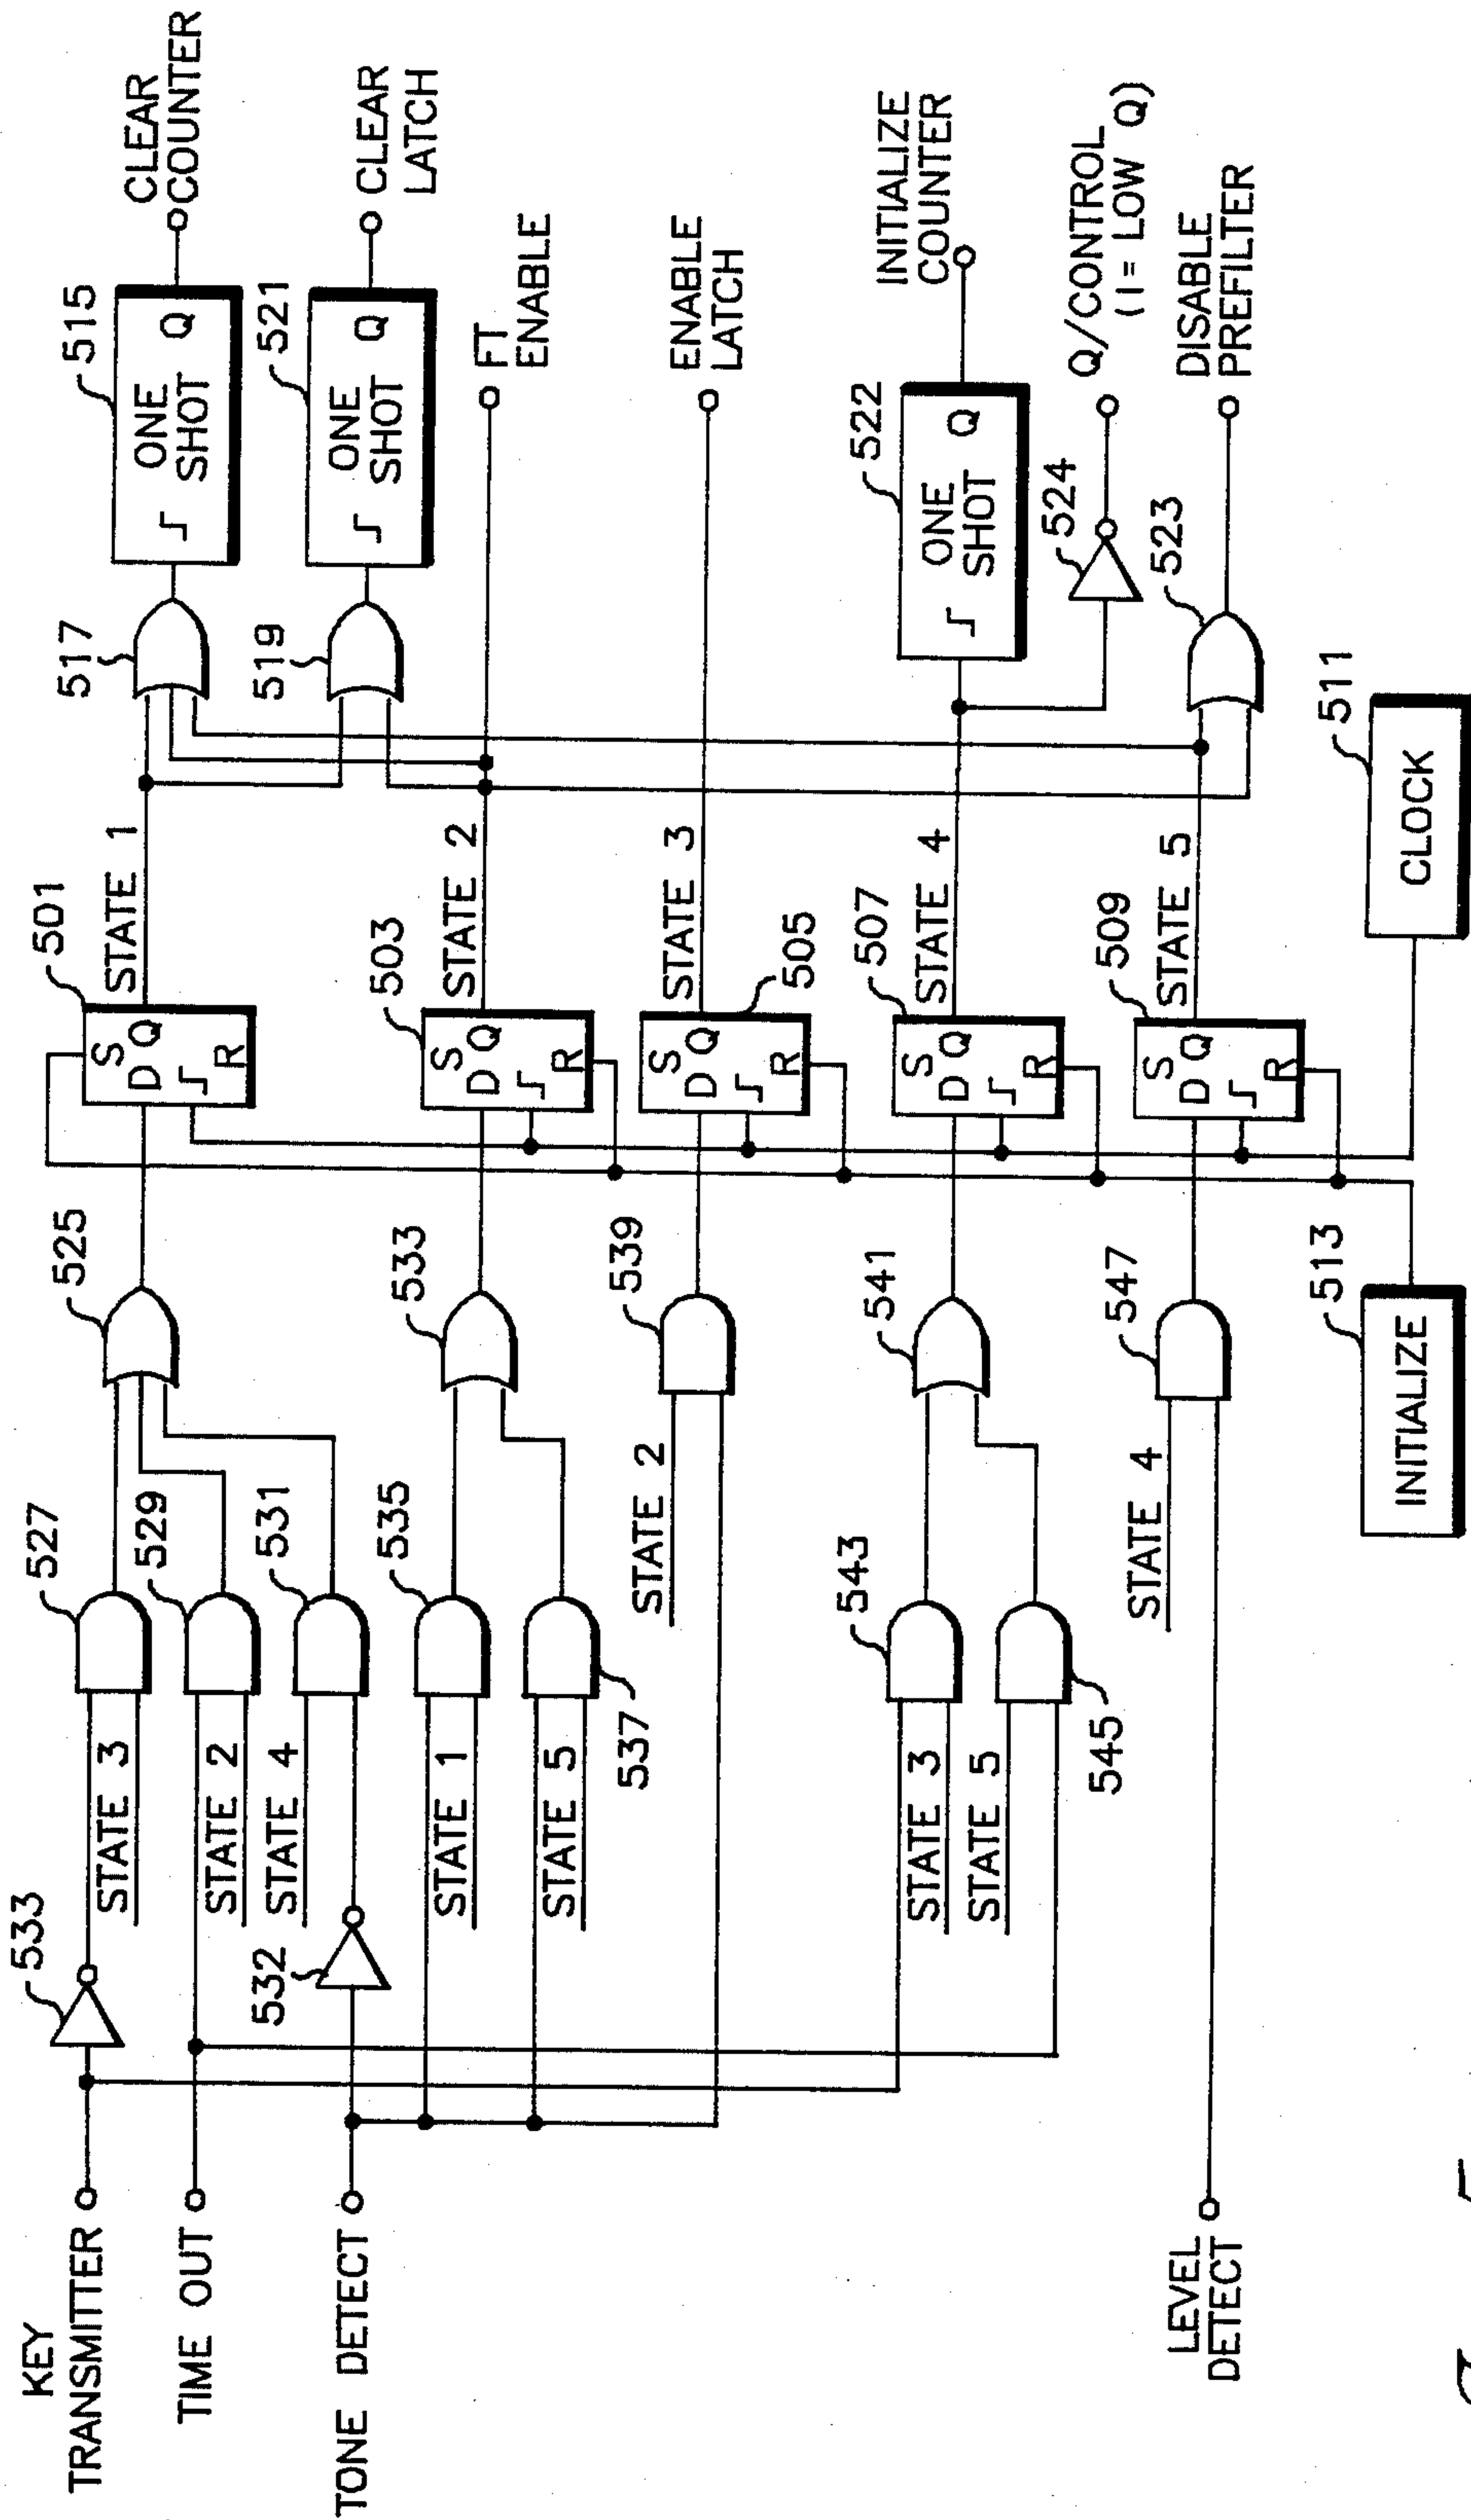 KEY
TRANSMITTER
TIME OUT
TONE DETECT
LEVEL
DETECT
533
532
STATE 3
STATE 2
STATE 4
STATE 1
STATE 5
STATE 3
STATE 5
527
529
531
535
537
543
545
STATE 2
STATE 4
525
533
539
541
547
513
INITIALIZE
501
S
D Q
R
503
S
D Q
R
505
S
D Q
R
507
S
D Q
R
509
S
D Q
R
STATE 1
STATE 2
STATE 3
STATE 4
STATE 5
511
CLOCK
517
519
523
524
515
ONE
SHOT
Q
521
ONE
SHOT
Q
522
ONE
SHOT
Q
CLEAR
COUNTER
CLEAR
LATCH
FT
ENABLE
ENABLE
LATCH
INITIALIZE
COUNTER
Q/CONTROL
(1 = LOW Q)
DISABLE
PREFILTER